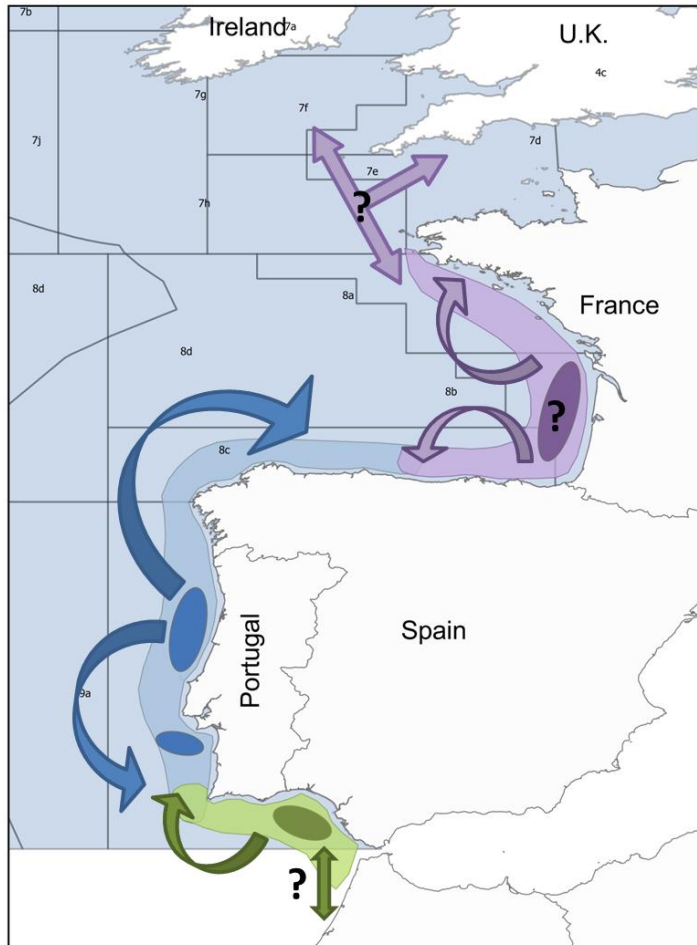 7b
Ireland
7a
U.K.
4c
7g
7f
7j
7d
7e
7h
?
8d
8a
France
8d
8b
?
8c
Portugal
Spain
9a
?